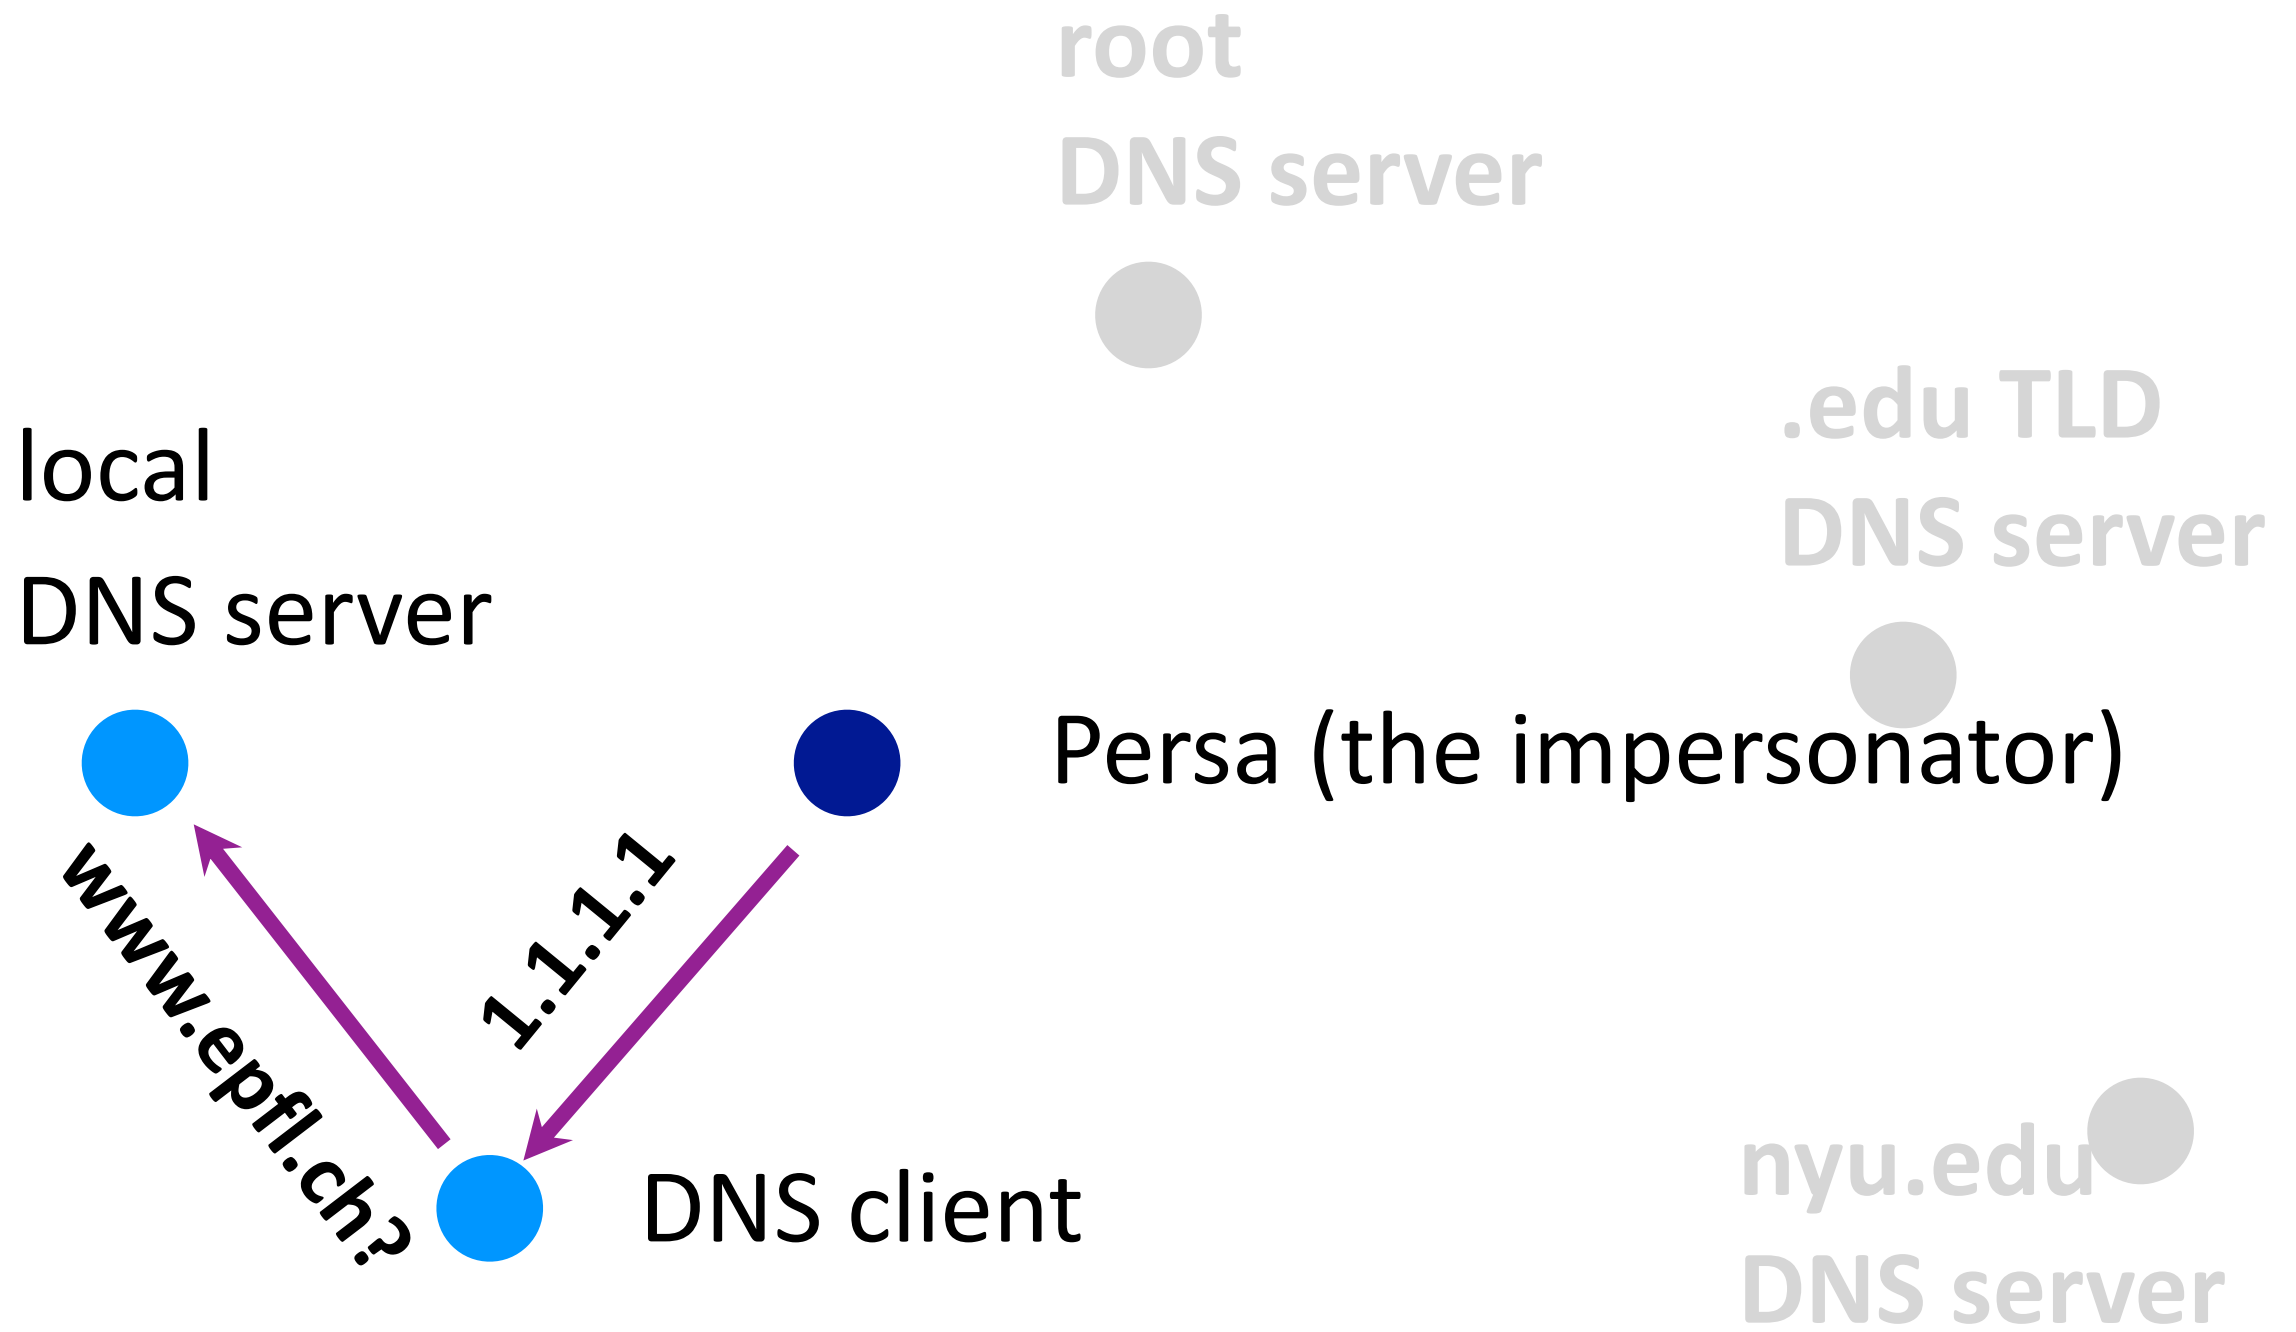 root
DNS server
.edu TLD
DNS server
local
DNS server
Persa (the impersonator)
www.epfl.ch?
1.1.1.1
DNS client
nyu.edu
DNS server